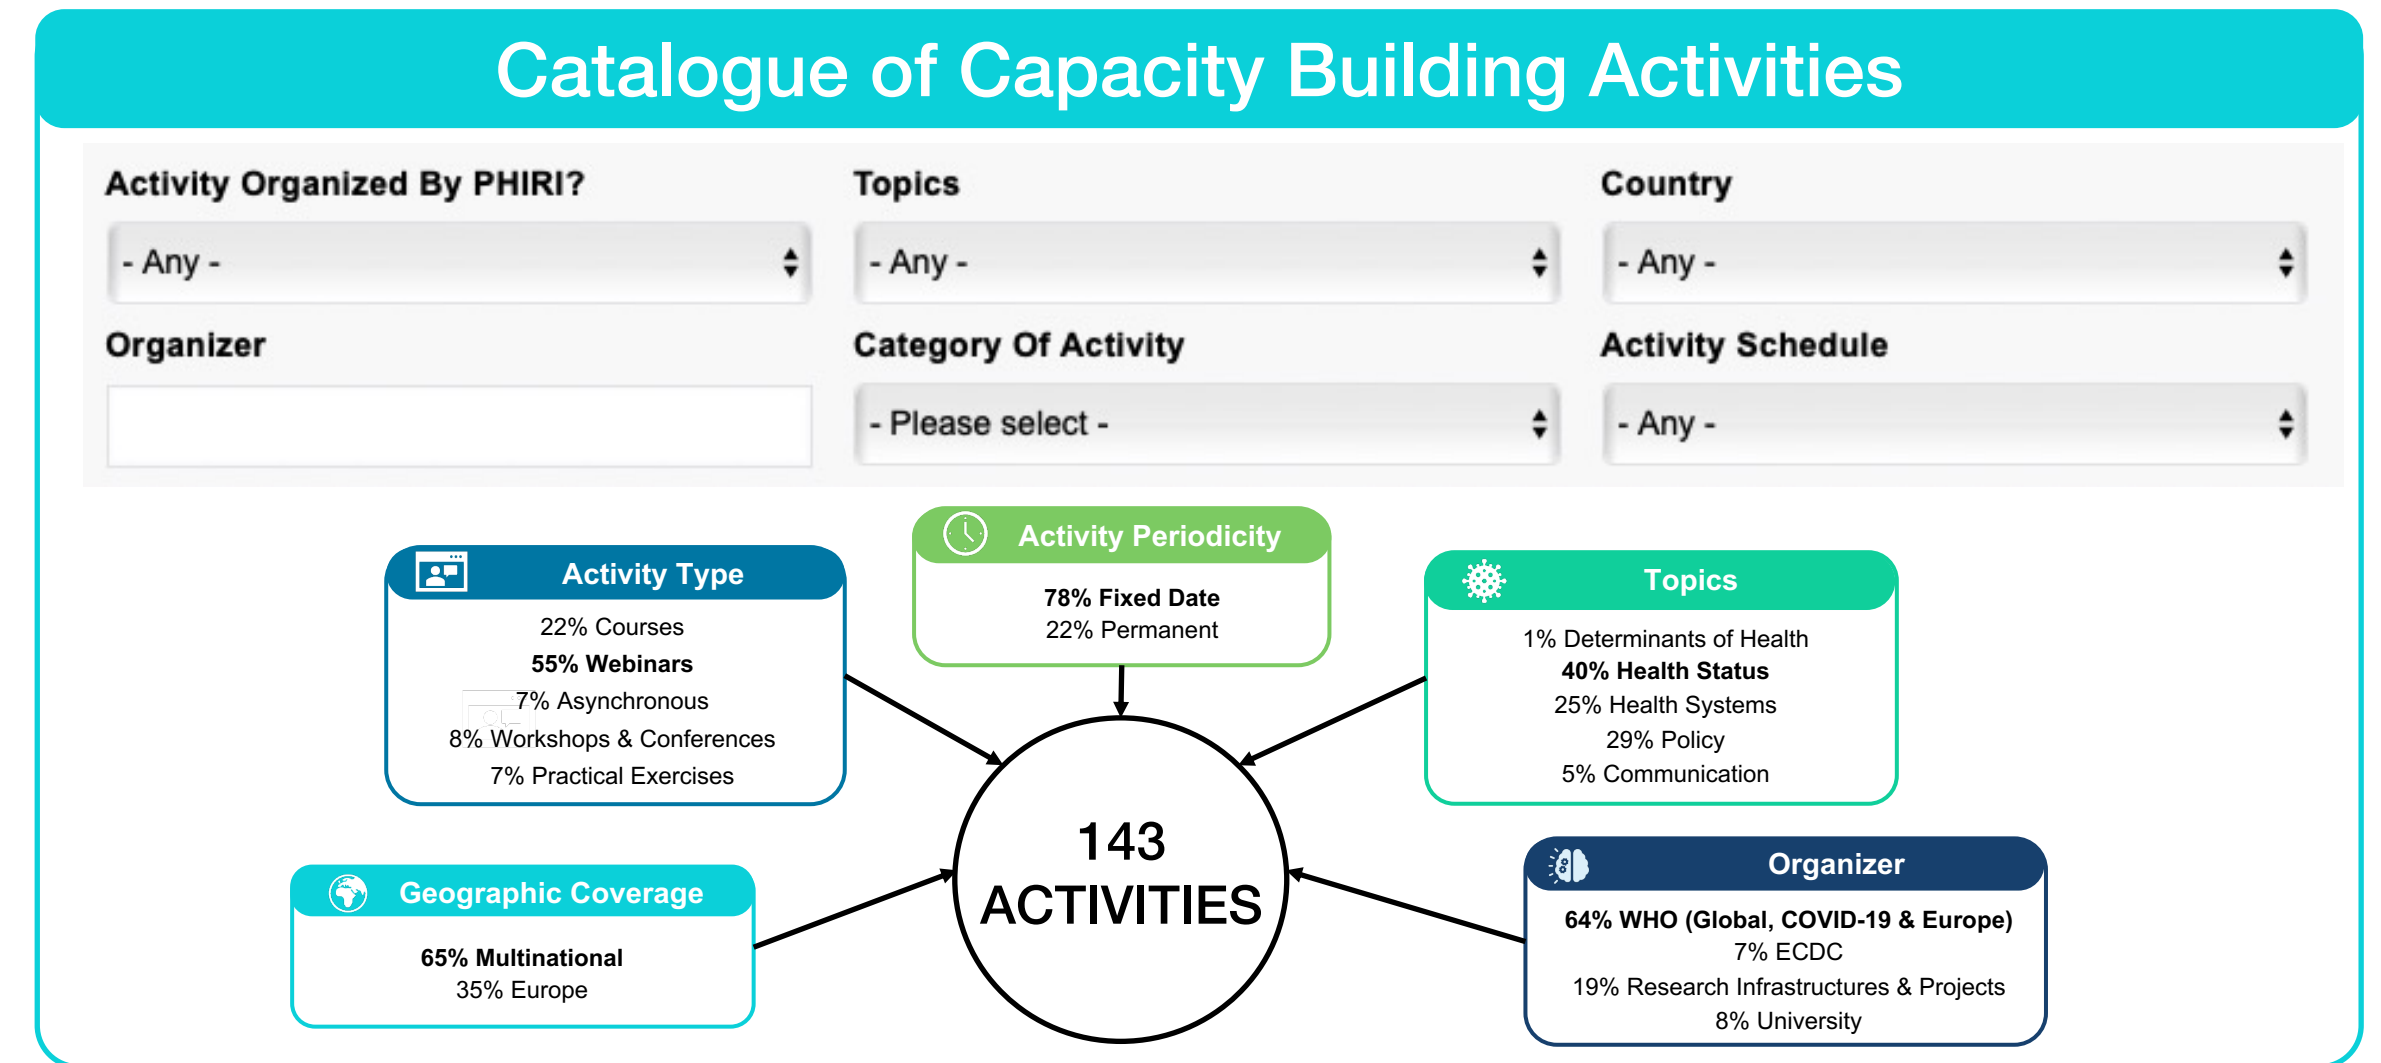 Catalogue of Capacity Building Activities
Activity Organized By PHIRI?
Topics
Country
- Any -
- Any -
- Any -
Organizer
Category Of Activity
Activity Schedule
- Please select -
- Any -
Activity Periodicity
78% Fixed Date
22% Permanent
Activity Type
22% Courses
55% Webinars
7% Asynchronous
8% Workshops & Conferences
7% Practical Exercises
Topics
1% Determinants of Health
40% Health Status
25% Health Systems
29% Policy
5% Communication
143
ACTIVITIES
Geographic Coverage
65% Multinational
35% Europe
Organizer
64% WHO (Global, COVID-19 & Europe)
7% ECDC
19% Research Infrastructures & Projects
8% University